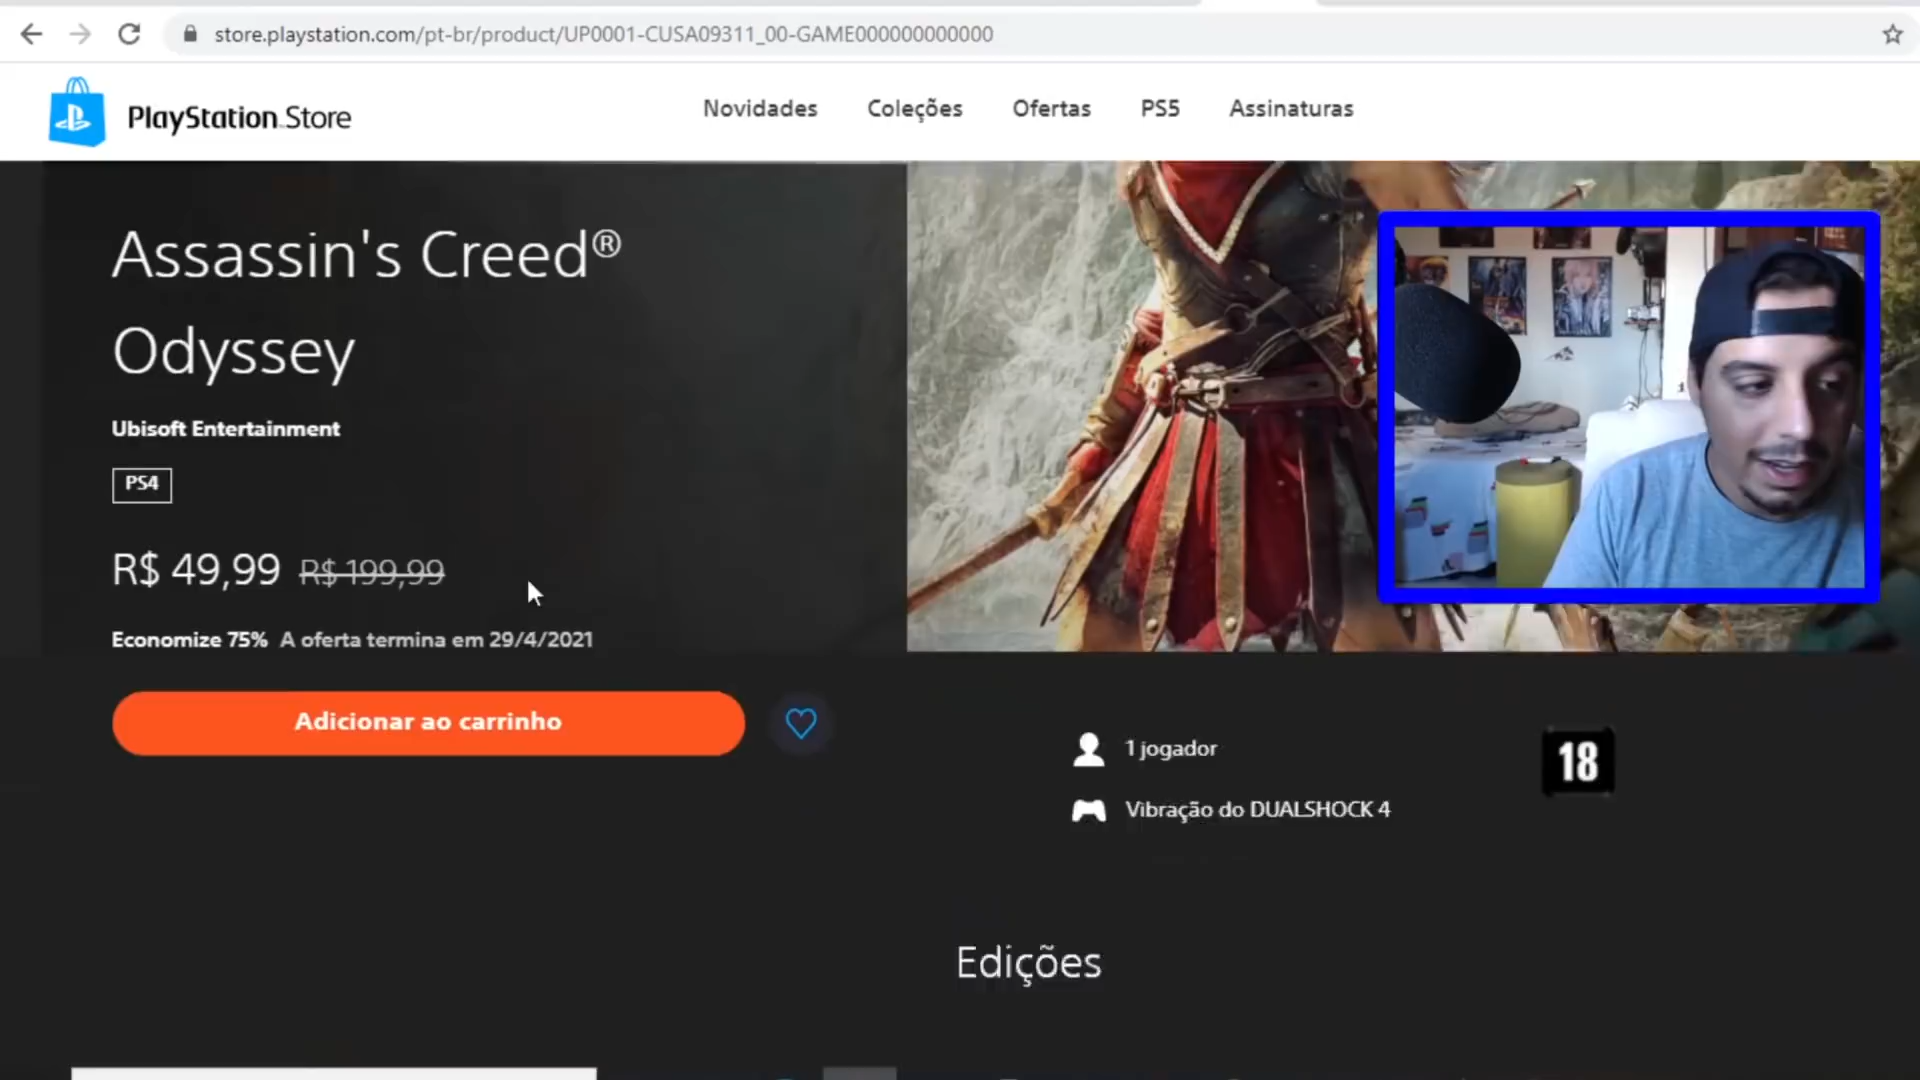 store.playstation.com/pt-br/product/UP0001-CUSA09311_00-GAME000000000000
PlayStation Store
Novidades
Coleções
Ofertas
PS5
Assinaturas
Assassin's Creed®
Odyssey
Ubisoft Entertainment
PS4
R$ 49,99 R$ 199,99
Economize 75% A oferta termina em 29/4/2021
Adicionar ao carrinho
1 jogador
18
Vibração do DUALSHOCK 4
Edições